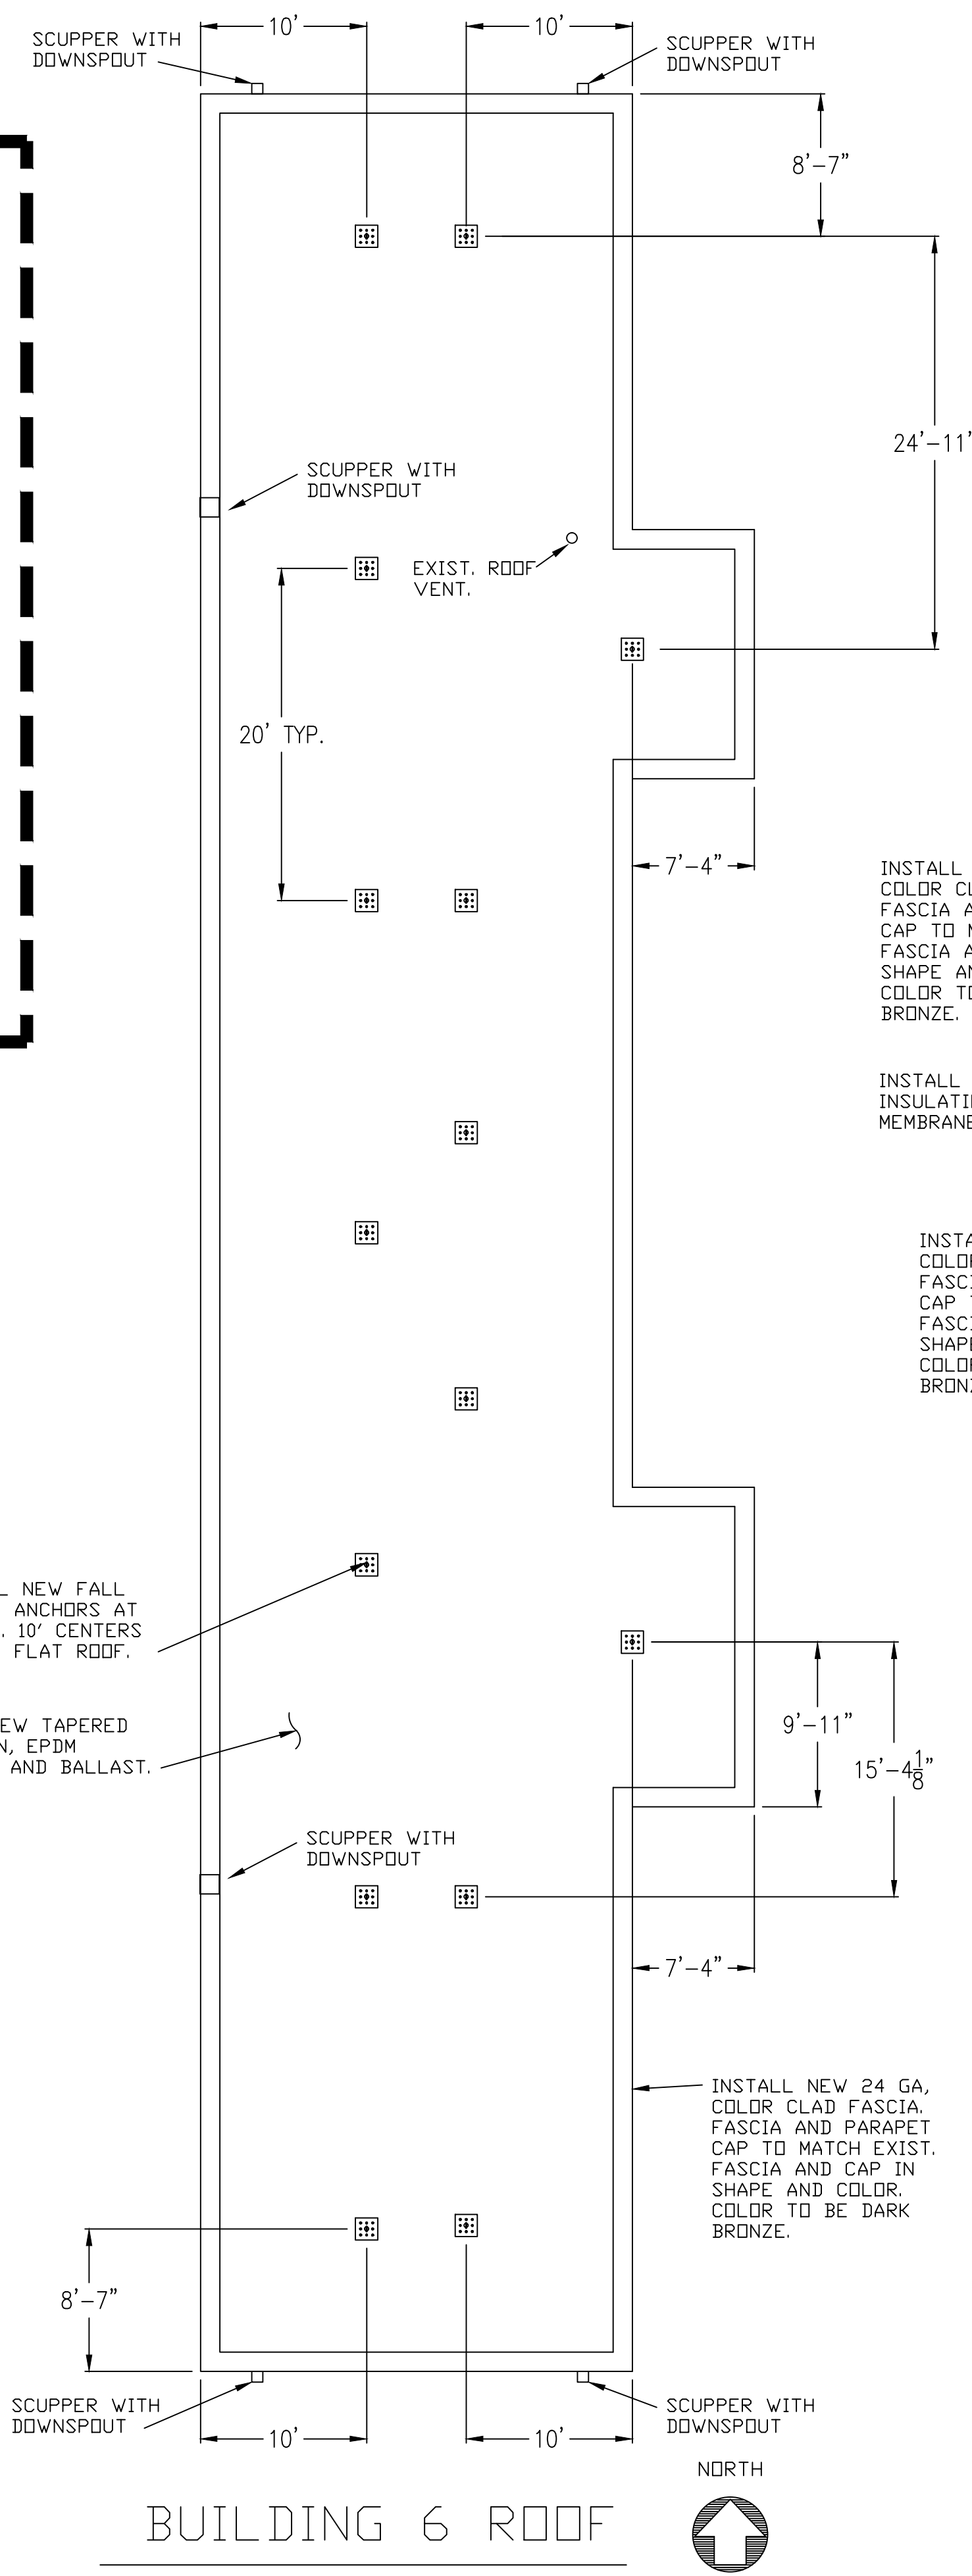 10'
10'
SCUPPER WITH
DOWNSPOUT
SCUPPER WITH
DOWNSPOUT
8'-7"
24'-11'
SCUPPER WITH
DOWNSPOUT
EXIST. ROOF
VENT.
20' TYP.
7'-4"
INSTALL
COLOR
FASCIA
CAP TO
FASCIA
SHAPE
COLOR
BRONZE.
INSTALL
INSTALL NEW 24 GA,
COLOR CLAD FASCIA.
FASCIA AND PARAPET
CAP TO MATCH EXIST.
FASCIA AND CAP IN
SHAPE AND COLOR.
COLOR TO BE DARK
BRONZE.
NEW FALL
ANCHORS AT
10' CENTERS
FLAT ROOF.
TAPERED
EPDM
AND BALLAST.
9'-11"
15'-4 1/8"
SCUPPER WITH
DOWNSPOUT
7'-4"
8'-7"
SCUPPER WITH
DOWNSPOUT
SCUPPER WITH
DOWNSPOUT
10'
10'
NORTH
BUILDING 6 ROOF